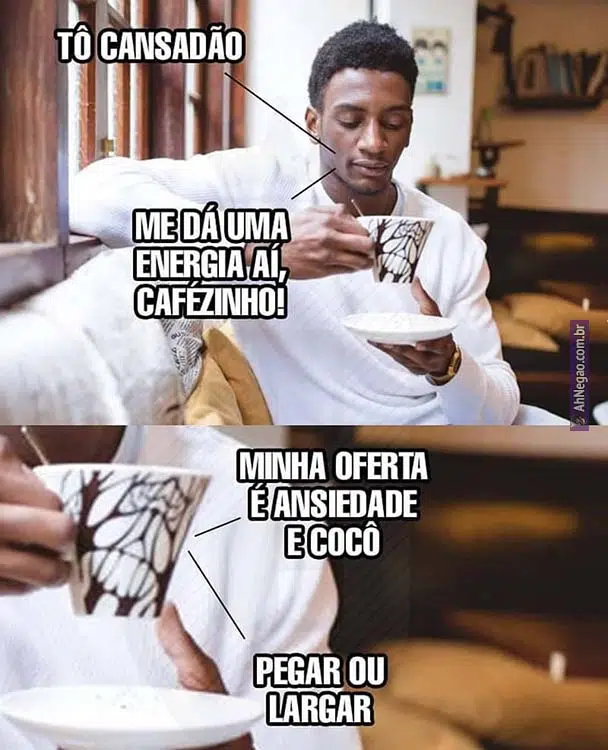 TÔ CANSADÃO
ME DÁ UMA
ENERGIA AÍ,
CAFÉZINHO!
AhNegao.com.br
MINHA OFERTA
É ANSIEDADE
E COCÔ
PEGAR OU
LARGAR